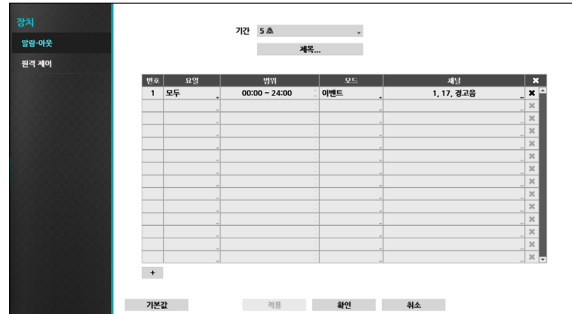 장치
알람-아웃
원격 제어
기간 5 초
제목...
번호 요일 범위 모드 채널 ✖
1 모두 00:00 ~ 24:00 이벤트 1, 17, 경고음 ✖
+
기본값 적용 확인 취소